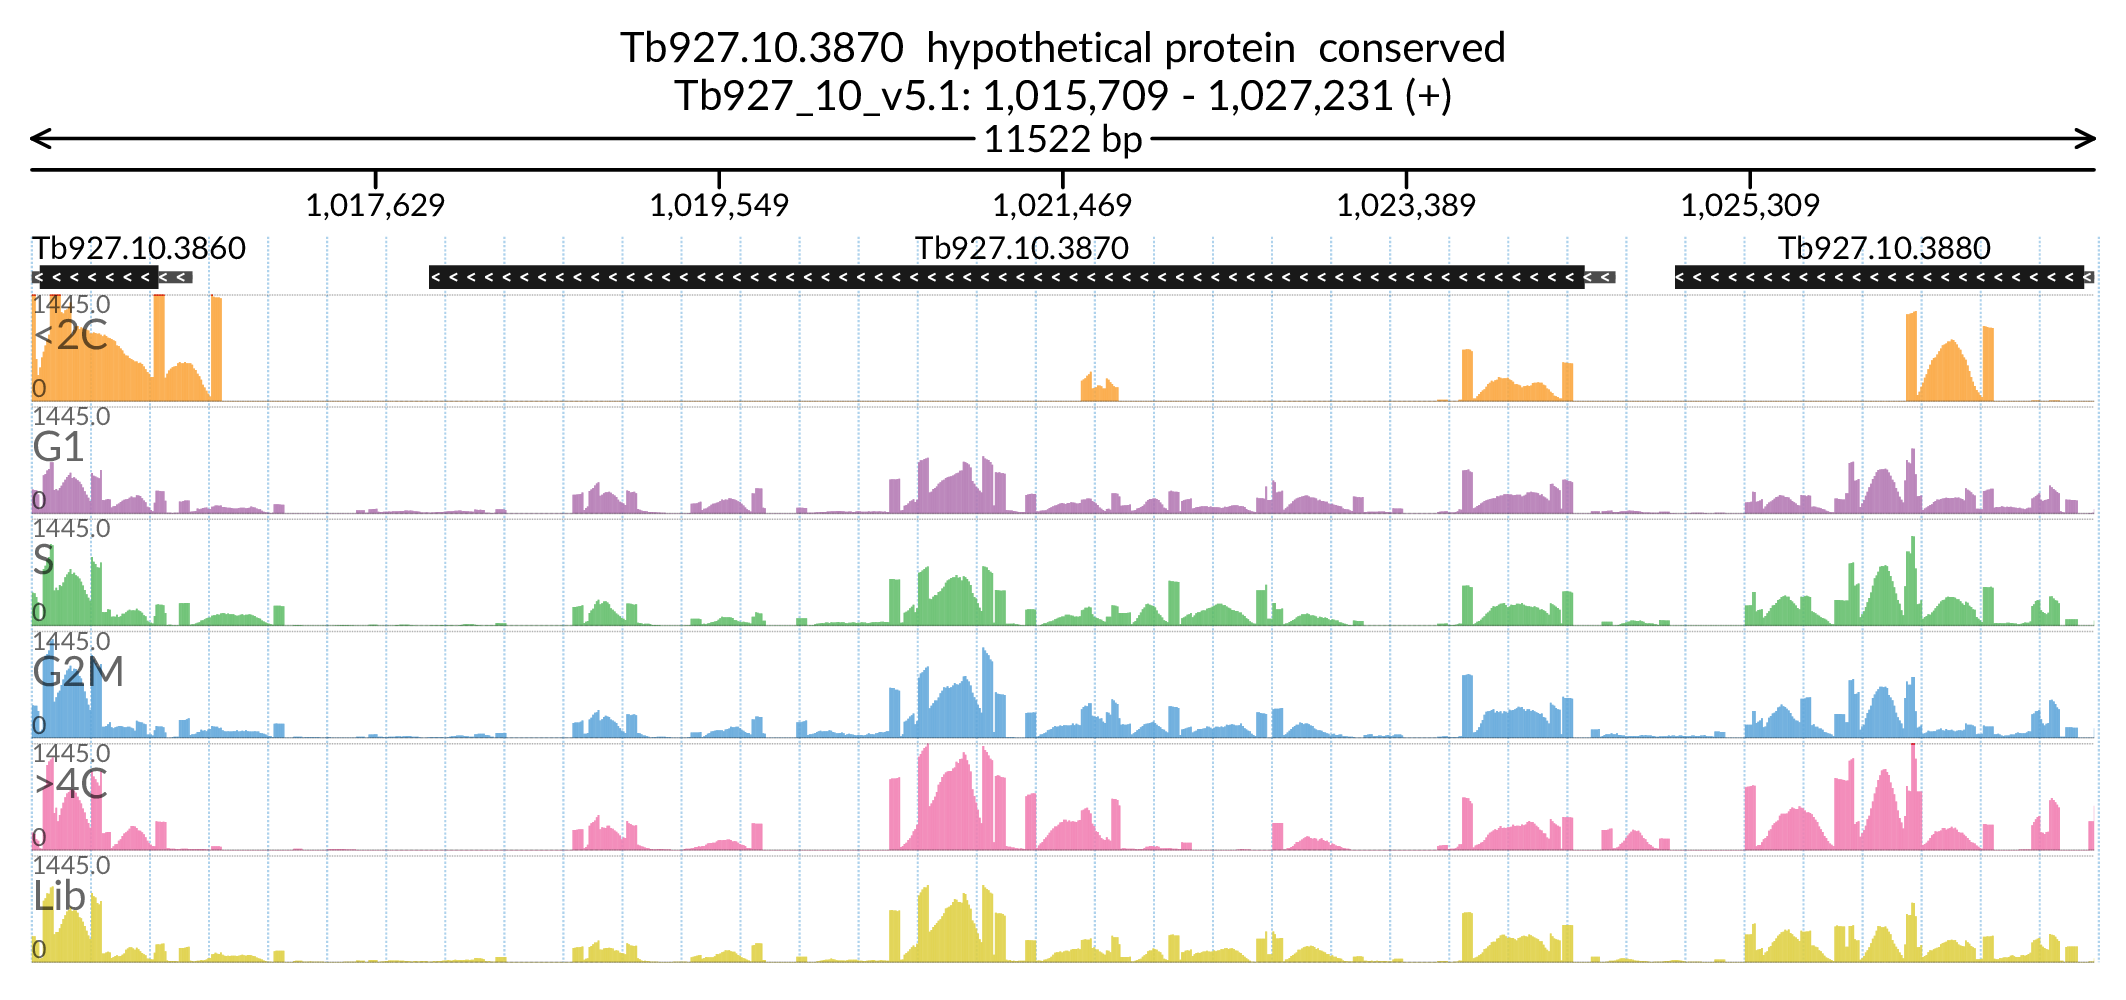 Tb927.10.3870  hypothetical protein  conserved
Tb927_10_v5.1: 1,015,709 - 1,027,231 (+)
11522 bp
1,017,629 1,019,549 1,021,469 1,023,389 1,025,309
Tb927.10.3860 Tb927.10.3870 Tb927.10.3880
1445.0
<2C
0
1445.0
G1
0
1445.0
S
0
1445.0
G2M
0
1445.0
>4C
0
1445.0
Lib
0